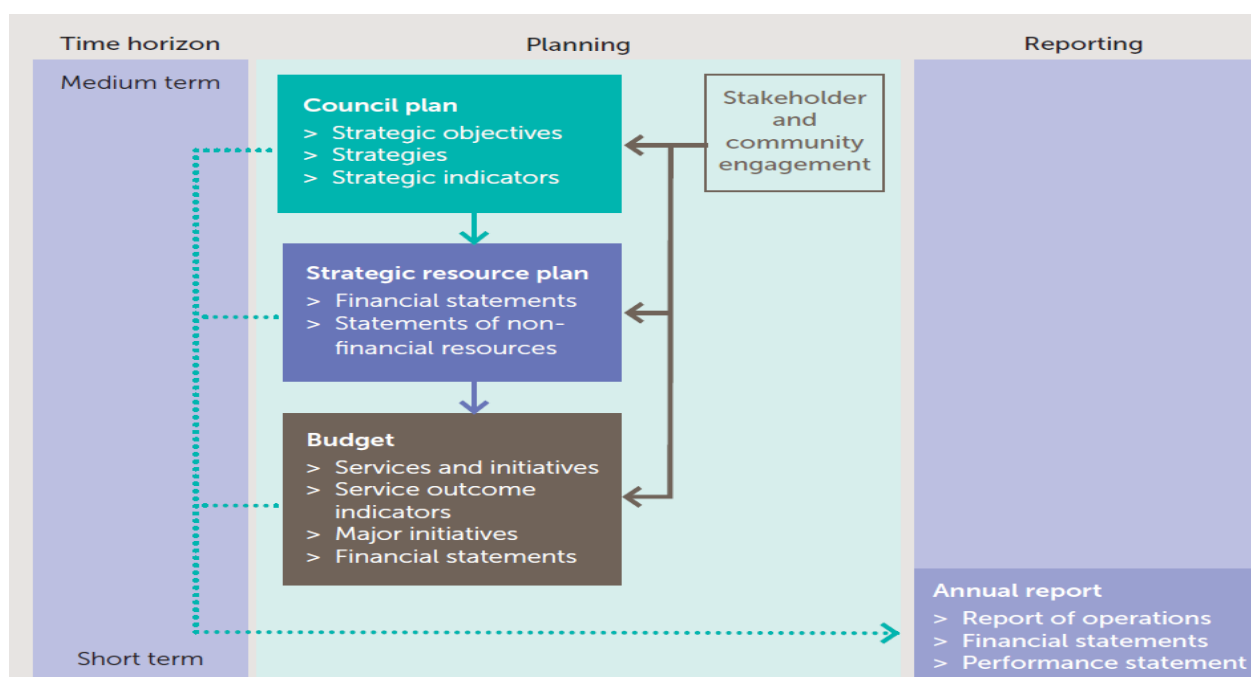 Time horizon
Planning
Reporting
Medium term
Council plan
> Strategic objectives
> Strategies
> Strategic indicators
Stakeholder
and
community
engagement
Strategic resource plan
> Financial statements
> Statements of non-
financial resources
Budget
> Services and initiatives
> Service outcome
indicators
> Major initiatives
> Financial statements
Short term
Annual report
> Report of operations
> Financial statements
> Performance statement